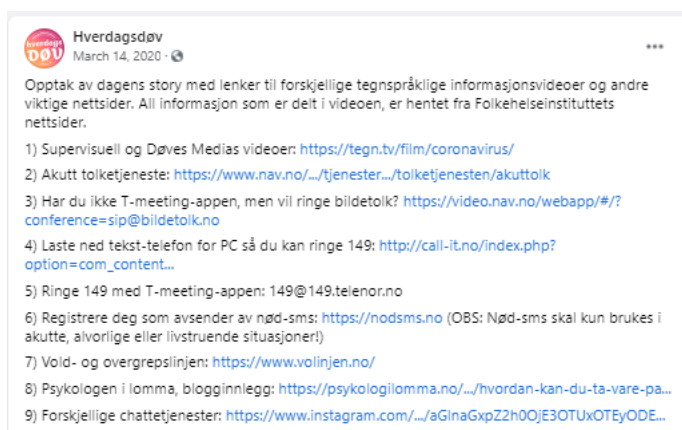 hverdags
DØV
Hverdagsdøv
March 14, 2020 ·
Opptak av dagens story med lenker til forskjellige tegnspråklige informasjonsvideoer og andre
viktige nettsider. All informasjon som er delt i videoen, er hentet fra Folkehelseinstituttets
nettsider.
1) Supervisuell og Døves Medias videoer: https://tegn.tv/film/coronavirus/
2) Akutt tolketjeneste: https://www.nav.no/.../tjenester.../tolketjenesten/akuttolk
3) Har du ikke T-meeting-appen, men vil ringe bildetolk? https://video.nav.no/webapp/#/?
conference=sip@bildetolk.no
4) Laste ned tekst-telefon for PC så du kan ringe 149: http://call-it.no/index.php?
option=com_content...
5) Ringe 149 med T-meeting-appen: 149@149.telenor.no
6) Registrere deg som avsender av nød-sms: https://nodsms.no (OBS: Nød-sms skal kun brukes i
akutte, alvorlige eller livstruende situasjoner!)
7) Vold- og overgrepslinjen: https://www.volinjen.no/
8) Psykologen i lomma, blogginnlegg: https://psykologilomma.no/.../hvordan-kan-du-ta-vare-pa...
9) Forskjellige chattetjenester: https://www.instagram.com/.../aGlnaGxpZ2h0OjE3OTUxOTEyODE...